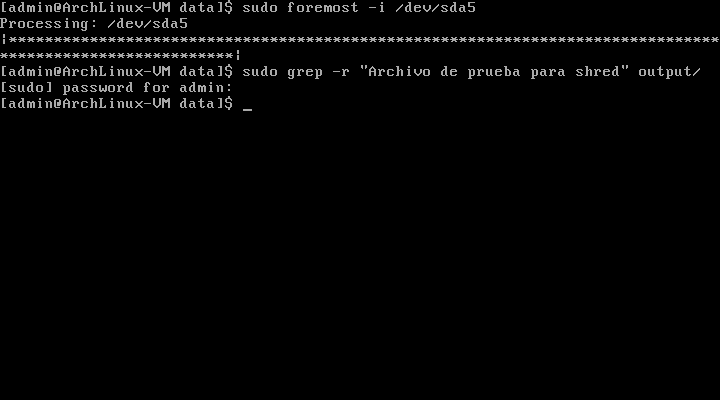 [admin@ArchLinux-VM data]$ sudo foremost -i /dev/sda5
Processing: /dev/sda5
|*******************************************************************************
**************************|
[admin@ArchLinux-VM data]$ sudo grep -r "Archivo de prueba para shred" output/
[sudo] password for admin:
[admin@ArchLinux-VM data]$ _